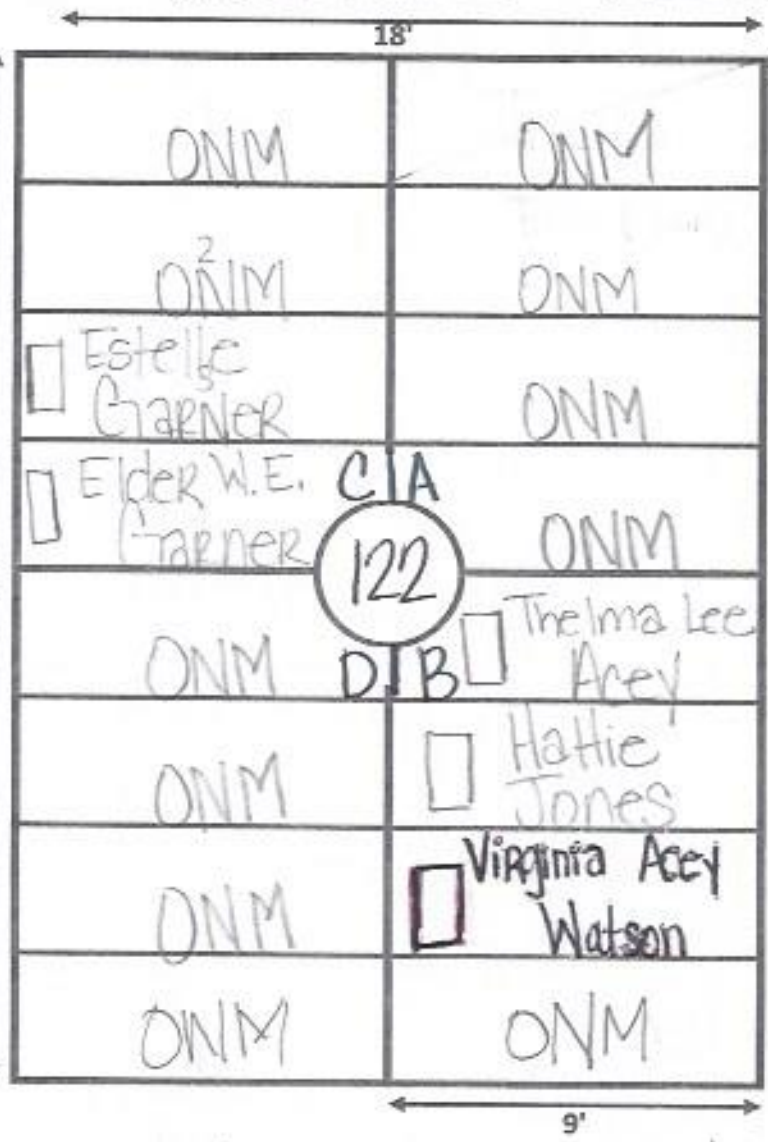 18'
ONM
ONM
2
ONM
ONM
Estelle
S
GARNER
ONM
Elder W.E.
Garner
C A
ONM
122
D B
ONM
Thelma Lee
Acey
ONM
Hattie
Jones
ONM
Virginia Acey
Watson
ONM
ONM
9'